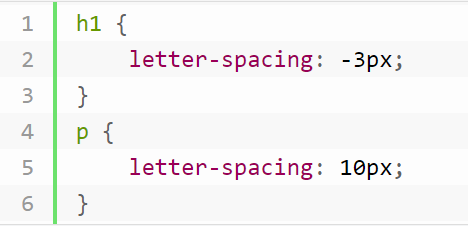 1 h1 {
2     letter-spacing: -3px;
3 }
4 p {
5     letter-spacing: 10px;
6 }